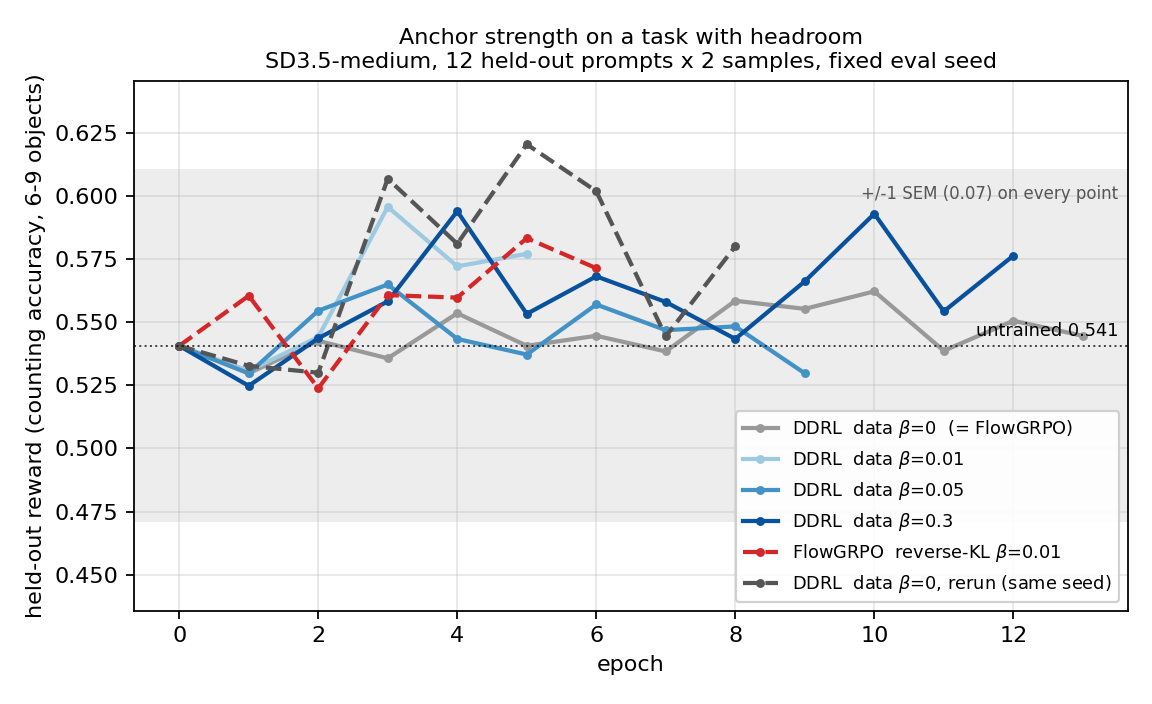 Anchor strength on a task with headroom
SD3.5-medium, 12 held-out prompts x 2 samples, fixed eval seed
held-out reward (counting accuracy, 6-9 objects)
0.625
0.600
0.575
0.550
0.525
0.500
0.475
0.450
+/-1 SEM (0.07) on every point
untrained 0.541
DDRL  data β=0  (= FlowGRPO)
DDRL  data β=0.01
DDRL  data β=0.05
DDRL  data β=0.3
FlowGRPO  reverse-KL β=0.01
DDRL  data β=0, rerun (same seed)
0 2 4 6 8 10 12
epoch